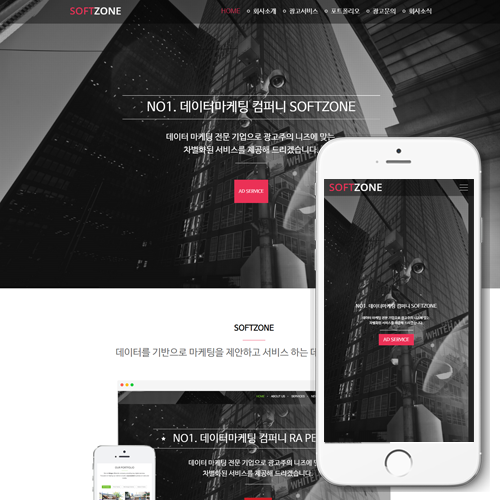 SOFTZONE
HOME 회사소개 광고서비스 포트폴리오 광고문의 회사소식
NO1. 데이터마케팅 컴퍼니 SOFTZONE
데이터 마케팅 전문 기업으로 광고주의 니즈에 맞는
차별화된 서비스를 제공해 드리겠습니다.
AD SERVICE
WHITEHA
SOFTZONE
NO1. 데이터마케팅 컴퍼니 SOFTZONE
데이터 마케팅 전문 기업으로 광고주의 니즈에 맞는
차별화된 서비스를 제공해 드리겠습니다.
AD SERVICE
WHITEHA
SOFTZONE
데이터를 기반으로 마케팅을 제안하고 서비스 하는 데
HOME ABOUT US SERVICES
NO1. 데이터마케팅 컴퍼니 RA PE
데이터 마케팅 전문 기업으로 광고주의 니즈에 맞는
차별화된 서비스를 제공해 드리겠습니다.